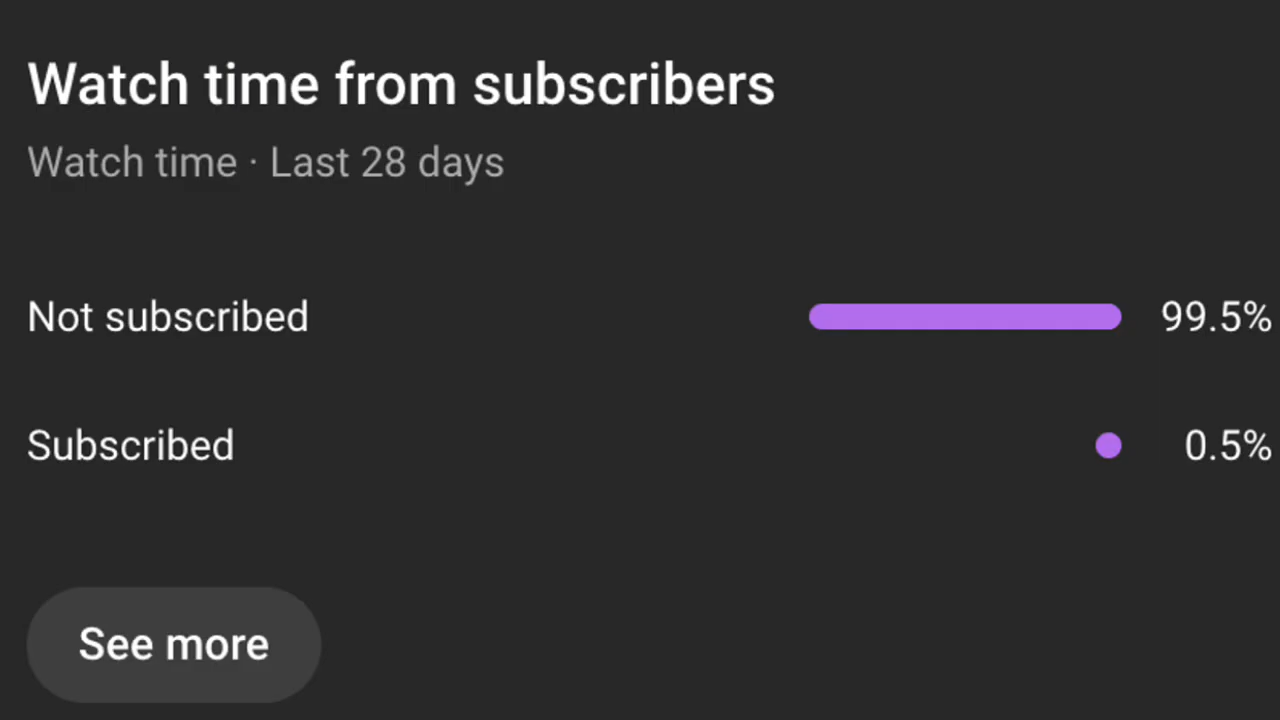 Watch time from subscribers
Watch time · Last 28 days
Not subscribed 99.5%
Subscribed 0.5%
See more